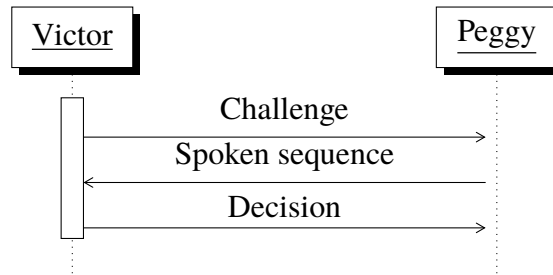 Victor
Peggy
Challenge
Spoken sequence
Decision